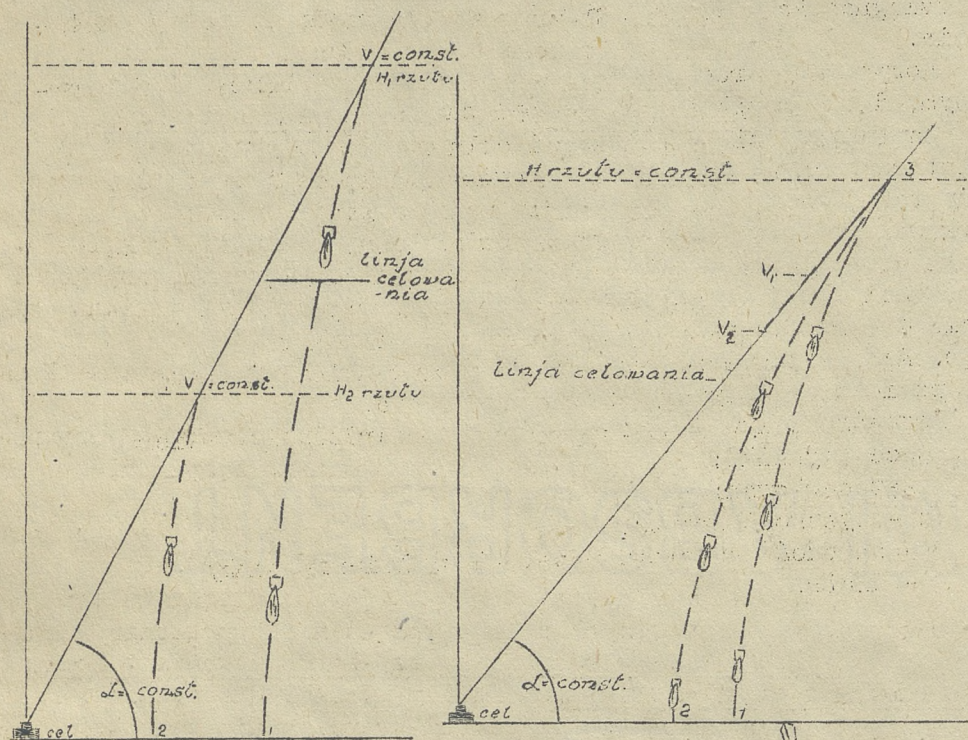 V = const.
H₁ rzutu
linja
celowa
-nia
V = const.
H₂ rzutu
α = const.
cel
2
1
H rzutu = const
3
V₁
V₂
linja celowania
α = const.
cel
2
1